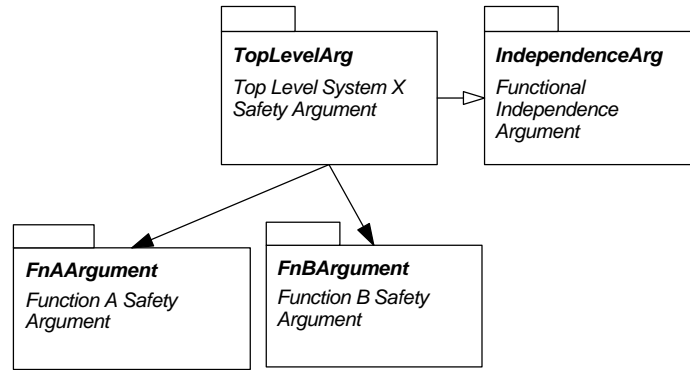 TopLevelArg
Top Level System X
Safety Argument
IndependenceArg
Functional
Independence
Argument
FnAArgument
Function A Safety
Argument
FnBArgument
Function B Safety
Argument